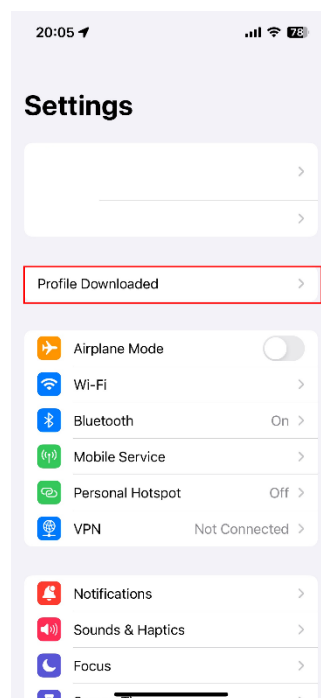 20:05
78
Settings
Profile Downloaded
Airplane Mode
Wi-Fi
Bluetooth On
Mobile Service
Personal Hotspot Off
VPN Not Connected
Notifications
Sounds & Haptics
Focus